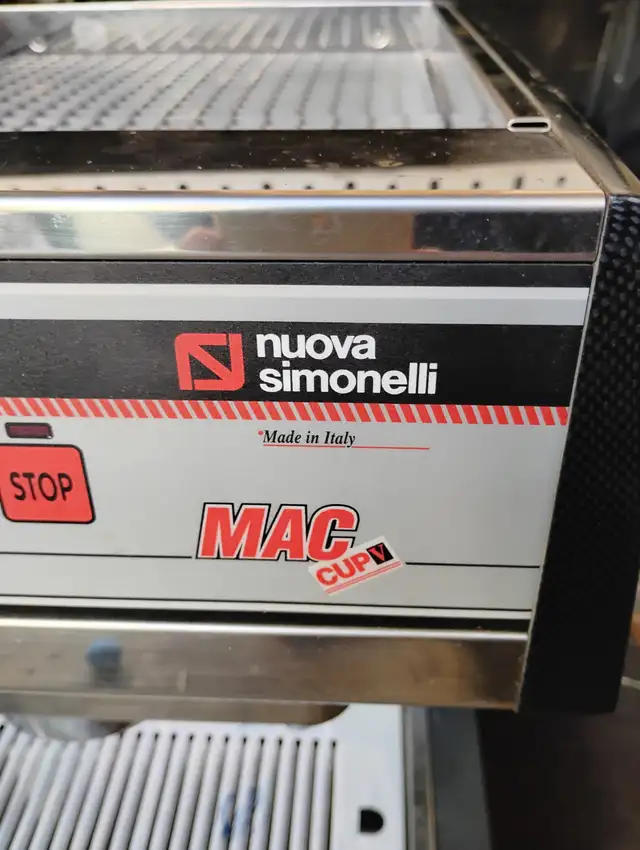 nuova
simonelli
*Made in Italy
STOP
MAC
CUP V